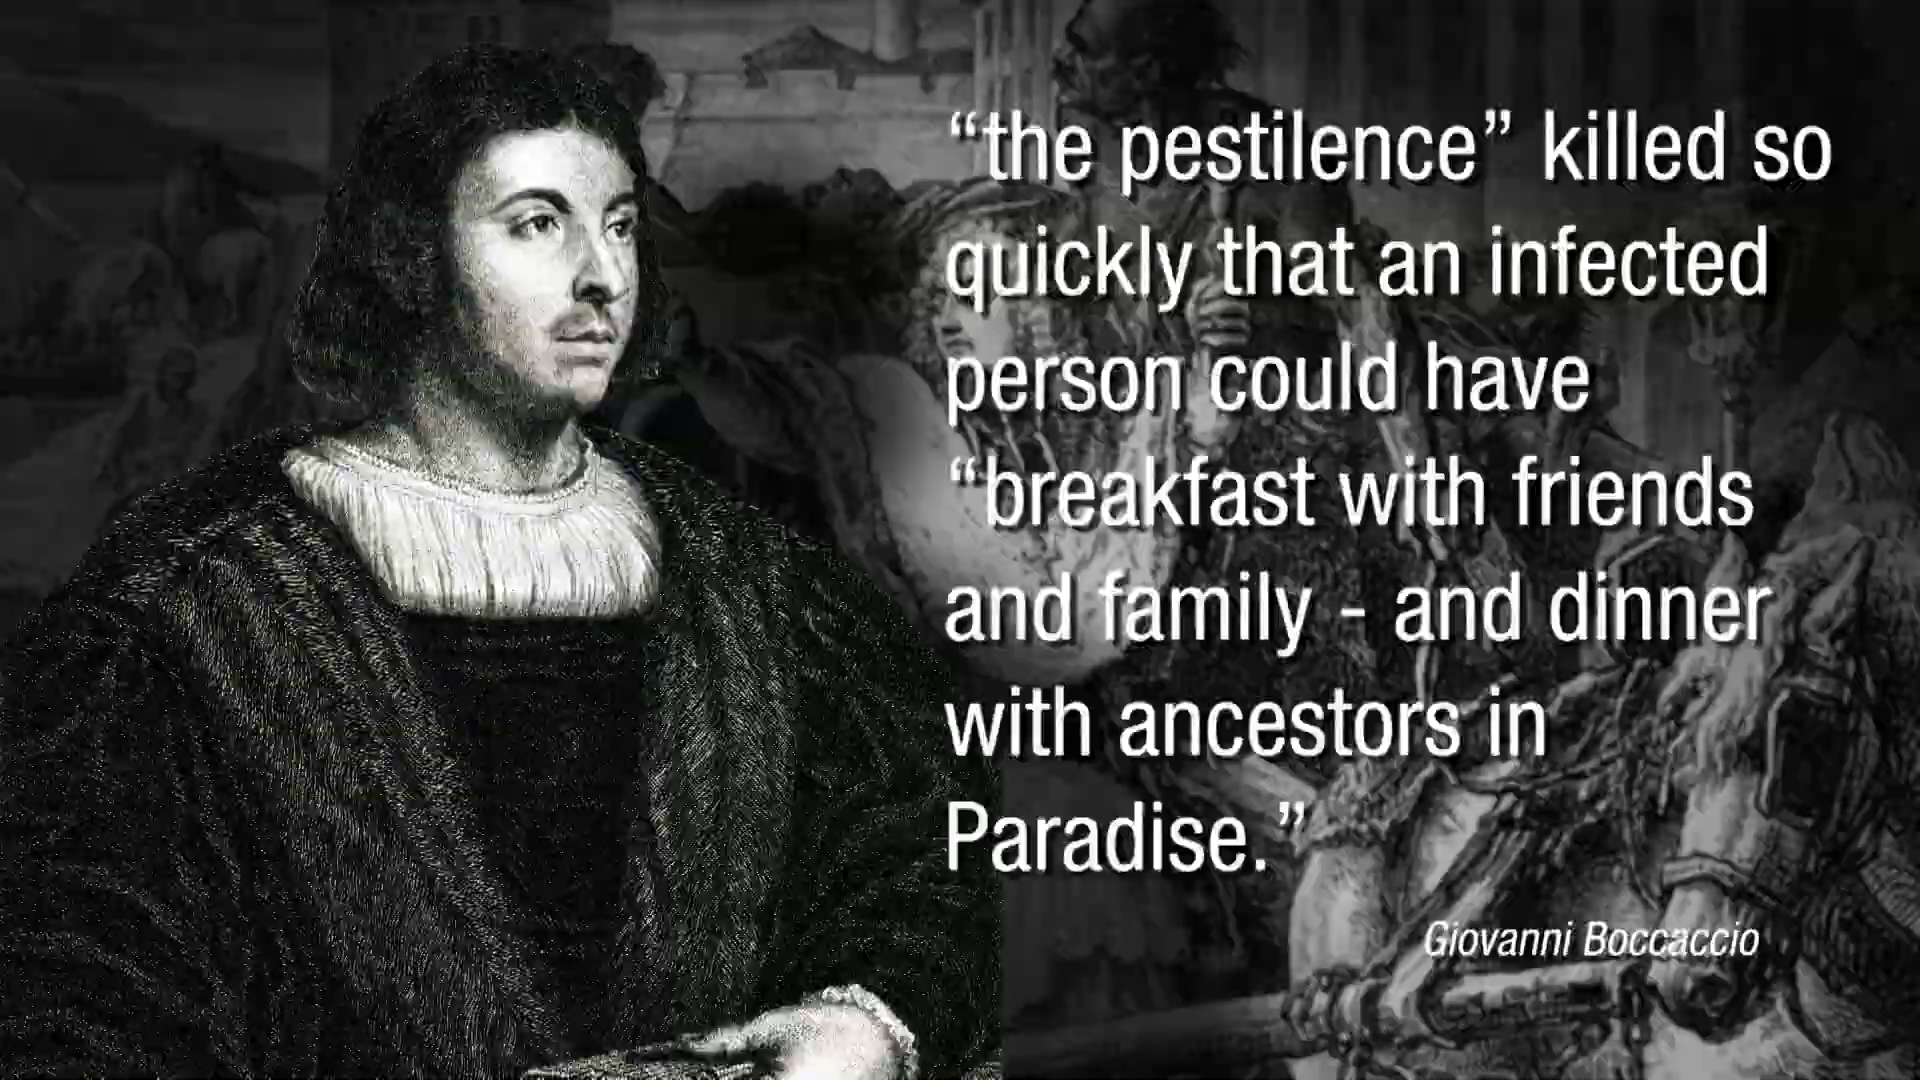 “the pestilence” killed so
quickly that an infected
person could have
“breakfast with friends
and family - and dinner
with ancestors in
Paradise.”
Giovanni Boccaccio